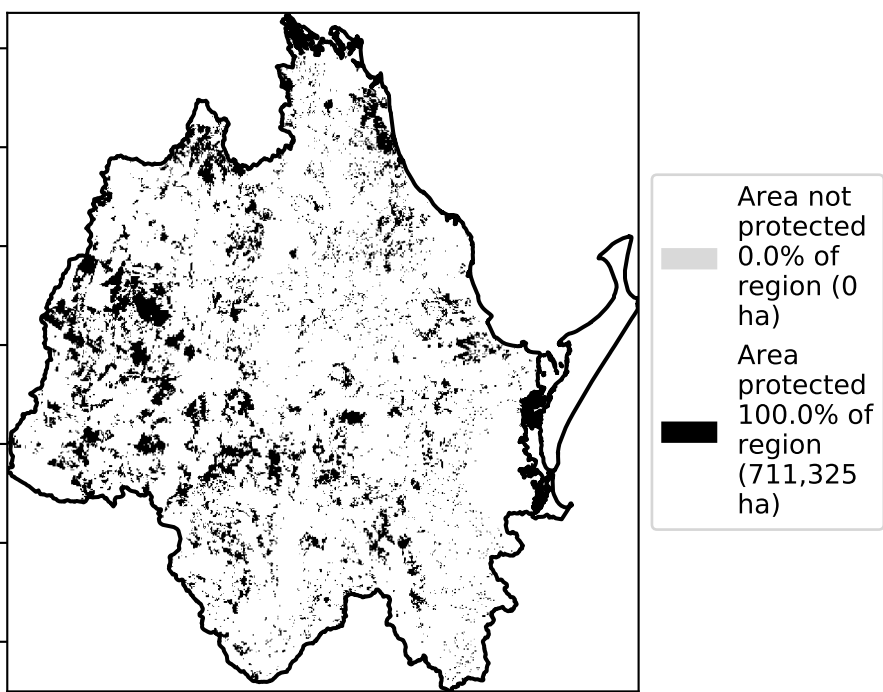 Area not
protected
0.0% of
region (0
ha)
Area
protected
100.0% of
region
(711,325
ha)